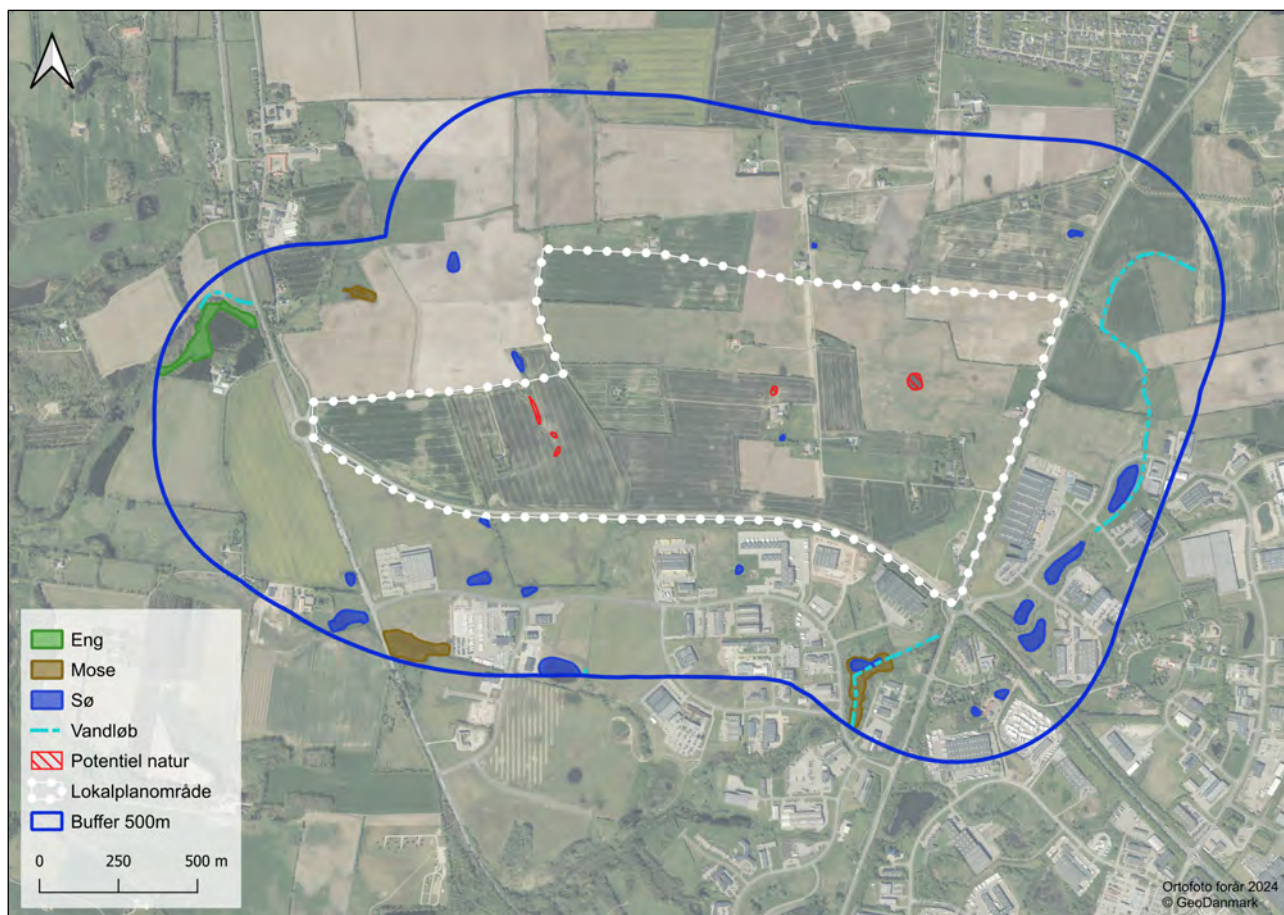 Eng
Mose
Sø
Vandløb
Potentiel natur
Lokalplanområde
Buffer 500m
0 250 500 m
Ortofoto forår 2024
© GeoDanmark